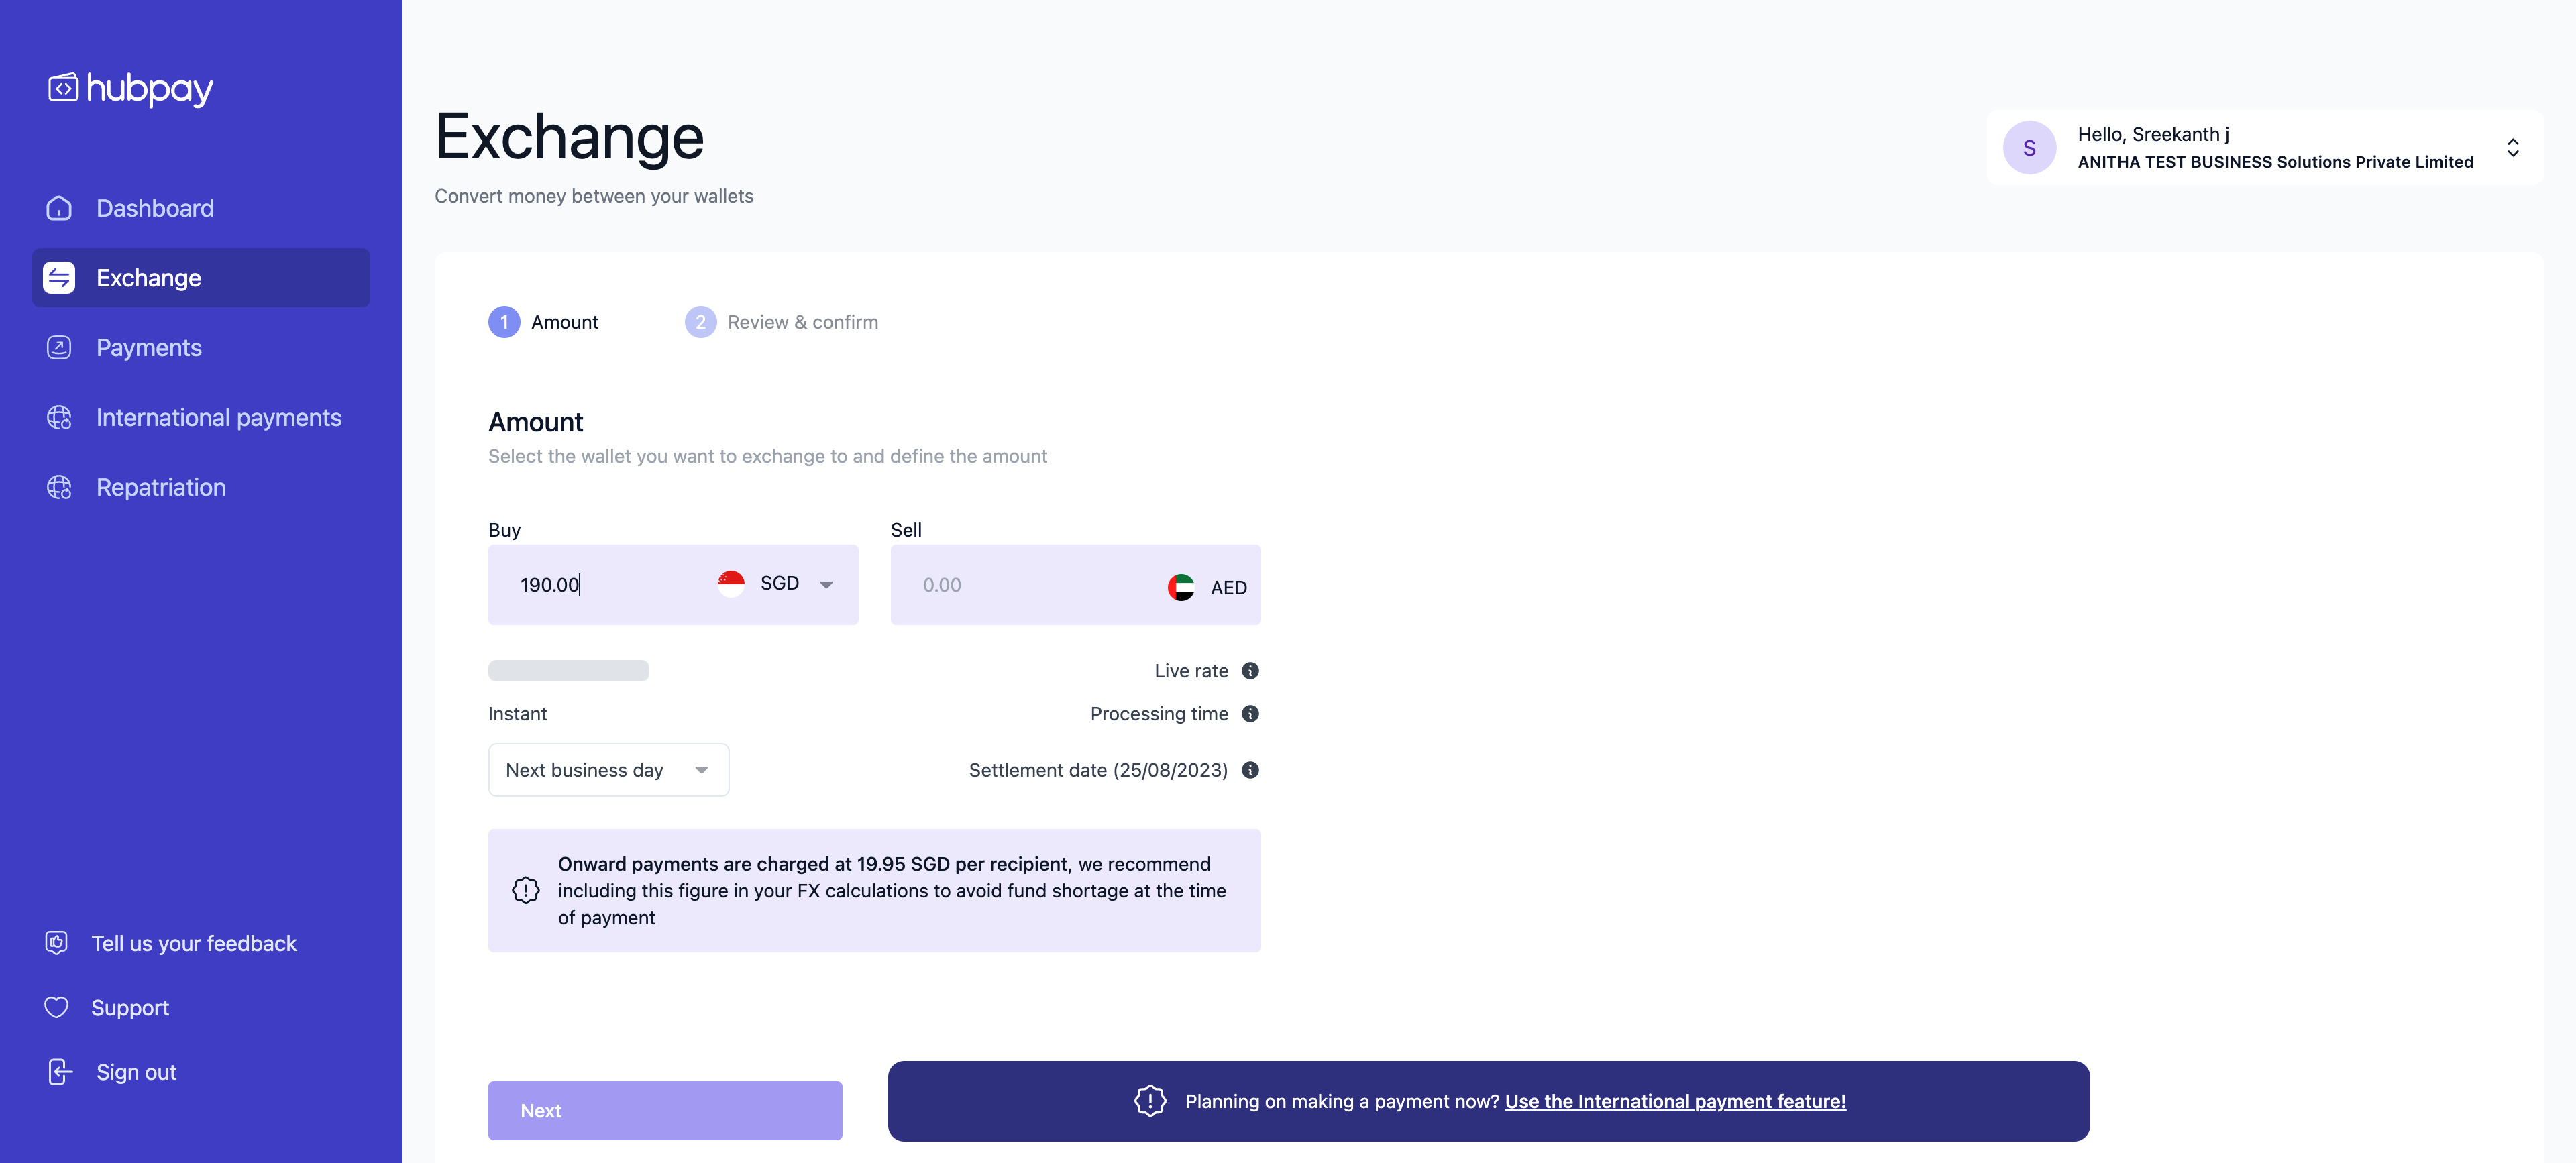 hubpay
Dashboard
Exchange
Payments
International payments
Repatriation
Tell us your feedback
Support
Sign out
Exchange
Convert money between your wallets
S
Hello, Sreekanth j
ANITHA TEST BUSINESS Solutions Private Limited
1 Amount
2 Review & confirm
Amount
Select the wallet you want to exchange to and define the amount
Buy
190.00 SGD
Sell
0.00 AED
Live rate
Instant
Processing time
Next business day
Settlement date (25/08/2023)
Onward payments are charged at 19.95 SGD per recipient, we recommend
including this figure in your FX calculations to avoid fund shortage at the time
of payment
Next
Planning on making a payment now? Use the International payment feature!